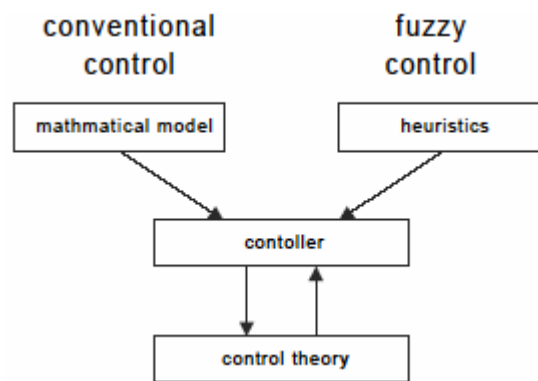 conventional
control
fuzzy
control
mathmatical model
heuristics
contoller
control theory